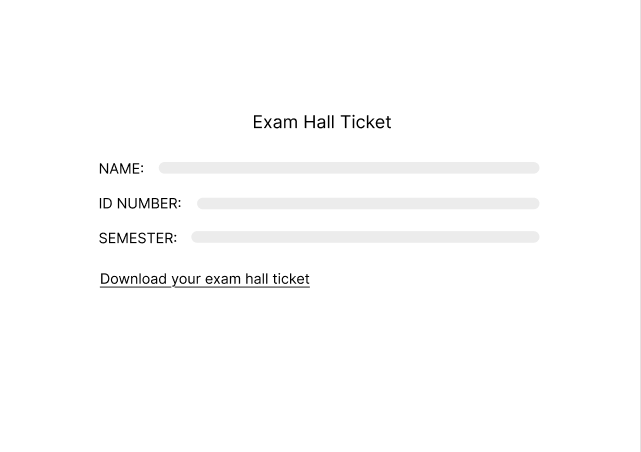 Exam Hall Ticket
NAME:
ID NUMBER:
SEMESTER:
Download your exam hall ticket